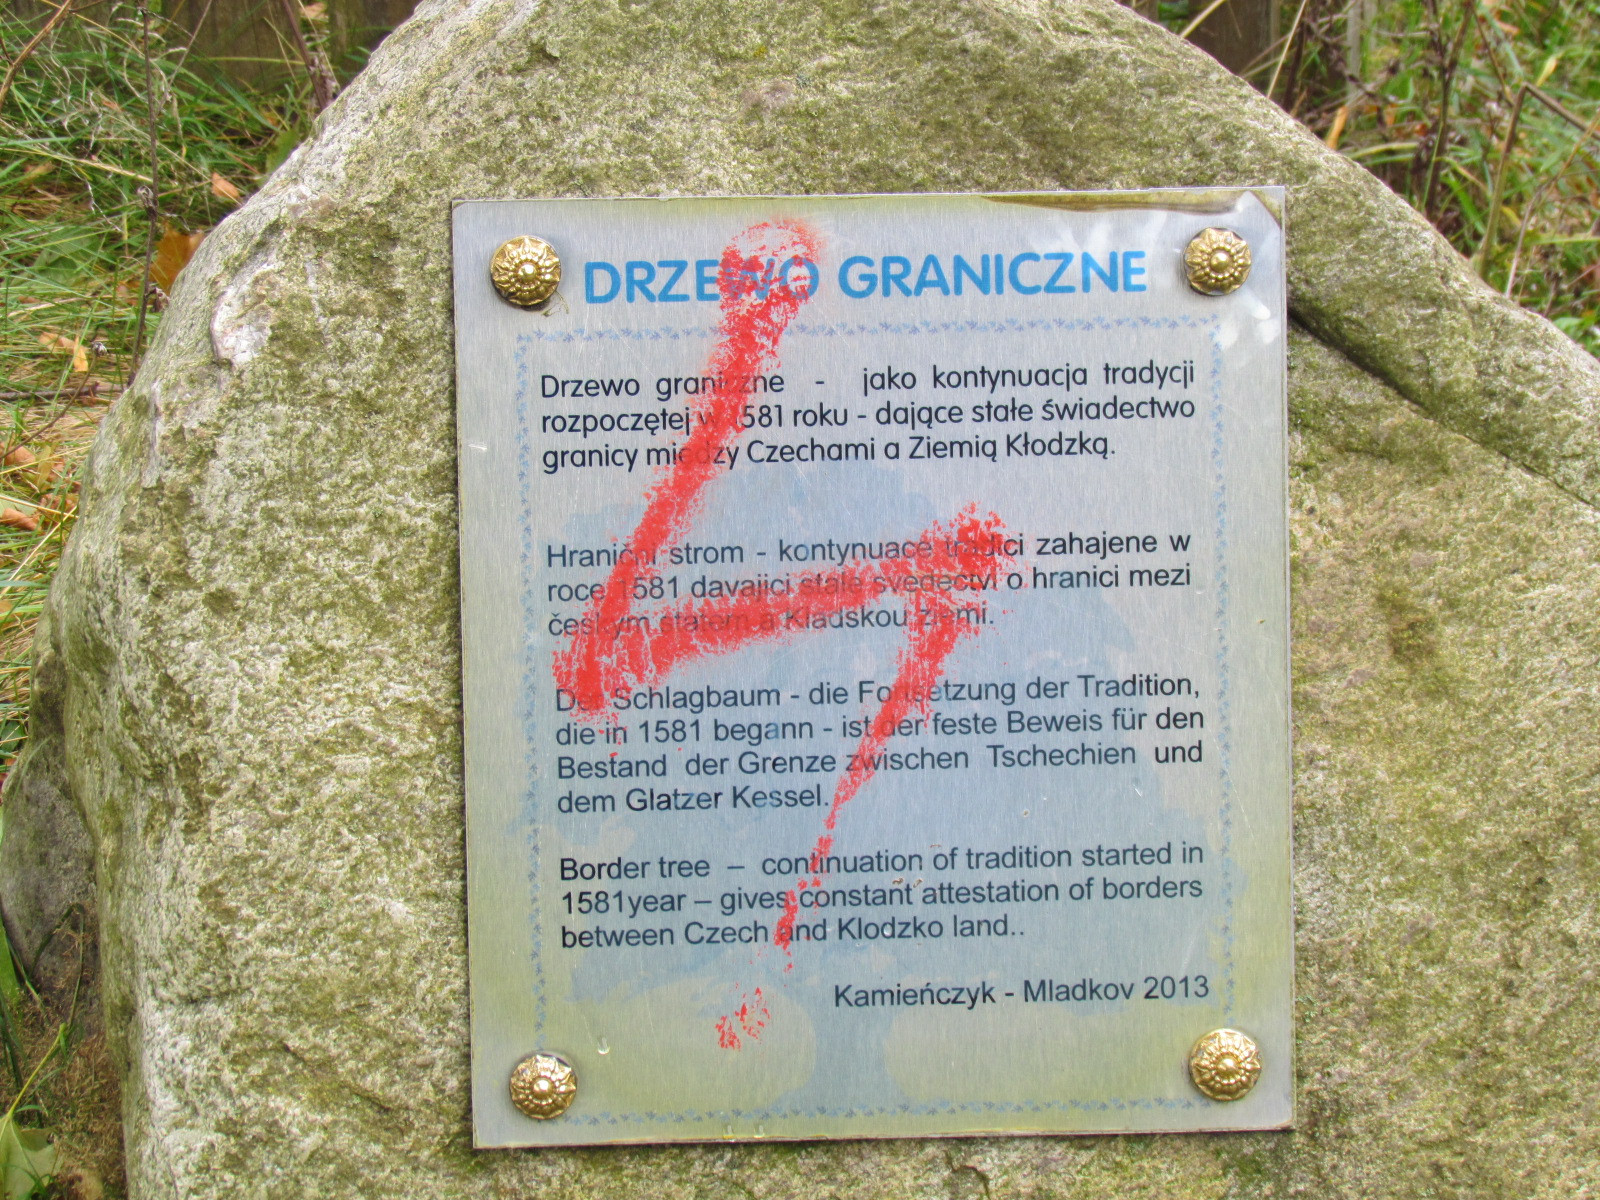 DRZEWO GRANICZNE
Drzewo graniczne - jako kontynuacja tradycji
rozpoczętej w 1581 roku - dające stałe świadectwo
granicy między Czechami a Ziemią Kłodzką.
Hraniční strom - kontynuace tradici zahajene w
roce 1581 davajici stale svedectvi o hranici mezi
českym statem a Kladskou ziemi.
Der Schlagbaum - die Fortsetzung der Tradition,
die in 1581 begann - ist der feste Beweis für den
Bestand der Grenze zwischen Tschechien und
dem Glatzer Kessel.
Border tree – continuation of tradition started in
1581year – gives constant attestation of borders
between Czech and Klodzko land..
Kamieńczyk - Mladkov 2013